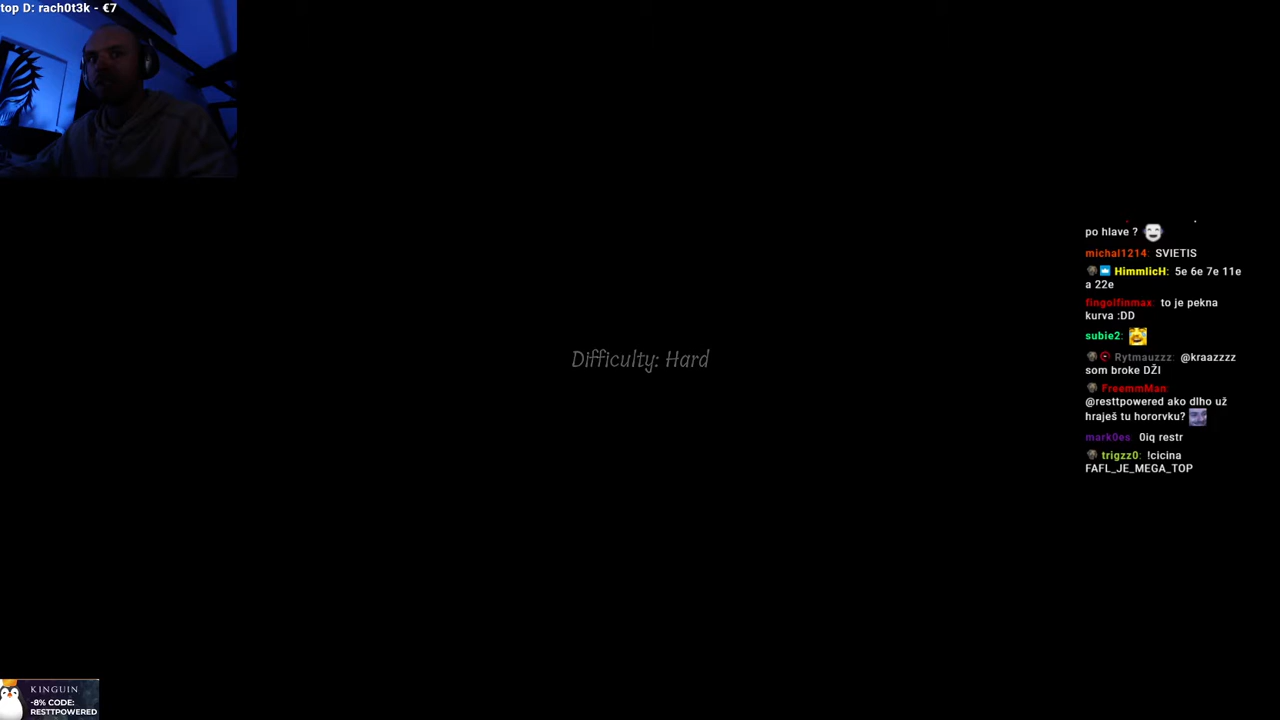 top D: rach0t3k - €7
po hlave ?
michal1214: SVIETIS
HimmlicH: 5e 6e 7e 11e
a 22e
fingolfinmax to je pekna
kurva :DD
subie2:
Rytmauzzz: @kraazzzz
som broke DŽI
FreemmMan
@resttpowered ako dlho už
hraješ tu hororvku?
mark0es 0iq restr
trigzz0: !cicina
FAFL_JE_MEGA_TOP
Difficulty: Hard
KINGUIN
-8% CODE:
RESTTPOWERED